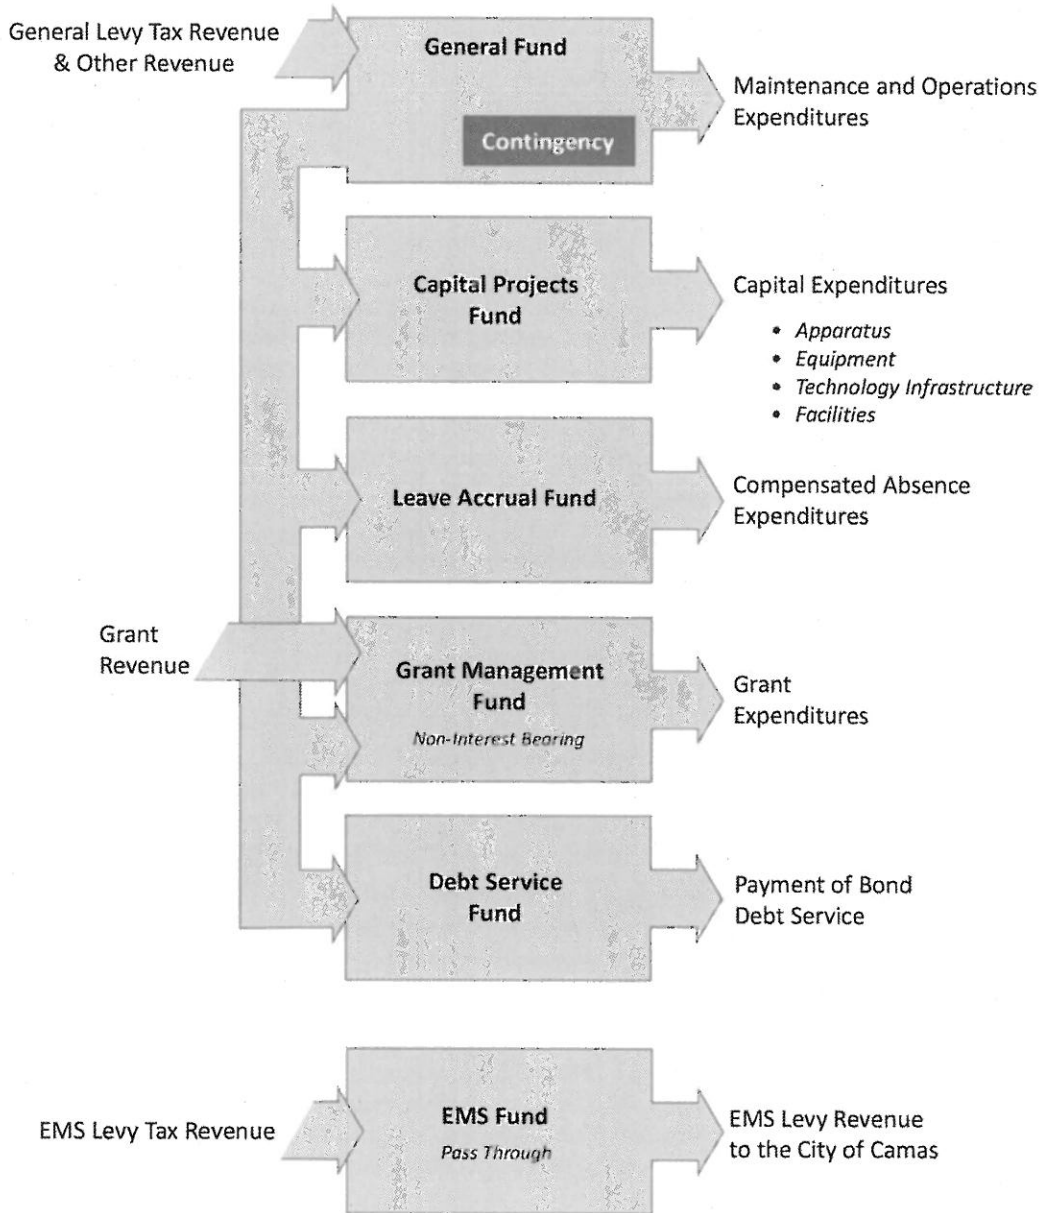 General Levy Tax Revenue
& Other Revenue
General Fund
Contingency
Maintenance and Operations
Expenditures
Capital Projects
Fund
Capital Expenditures
• Apparatus
• Equipment
• Technology Infrastructure
• Facilities
Leave Accrual Fund
Compensated Absence
Expenditures
Grant
Revenue
Grant Management
Fund
Non-Interest Bearing
Grant
Expenditures
Debt Service
Fund
Payment of Bond
Debt Service
EMS Levy Tax Revenue
EMS Fund
Pass Through
EMS Levy Revenue
to the City of Camas